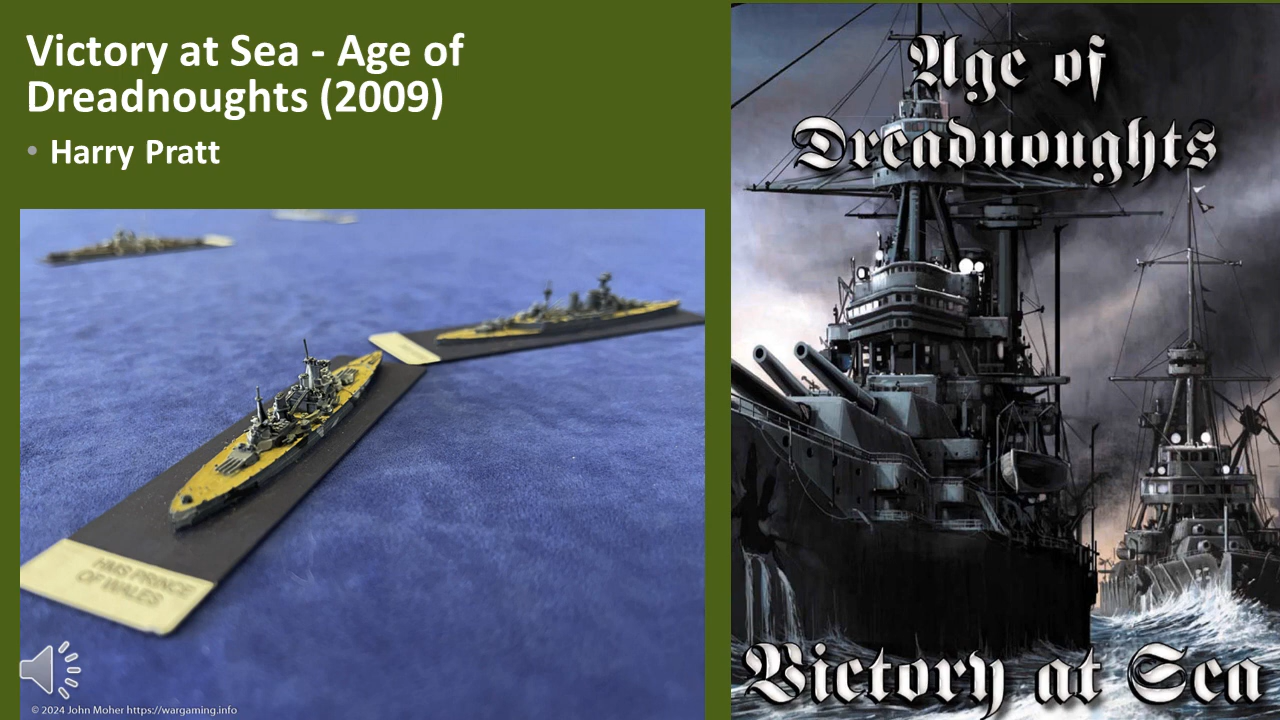 Victory at Sea - Age of
Dreadnoughts (2009)
• Harry Pratt
HMS PRINCE
OF WALES
© 2024 John Moher https://wargaming.info
Age of
Dreadnoughts
Victory at Sea